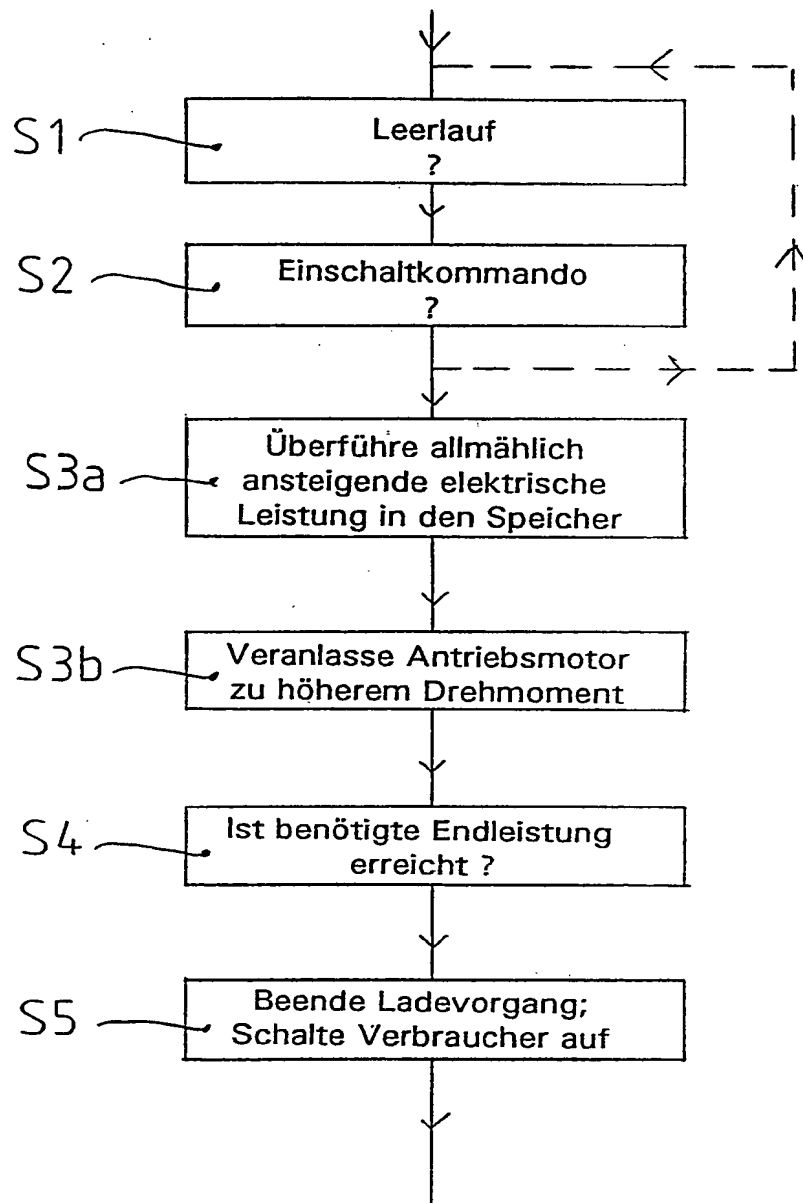 S1
Leerlauf
?
S2
Einschaltkommando
?
S3a
Überführe allmählich
ansteigende elektrische
Leistung in den Speicher
S3b
Veranlasse Antriebsmotor
zu höherem Drehmoment
S4
Ist benötigte Endleistung
erreicht ?
S5
Beende Ladevorgang;
Schalte Verbraucher auf